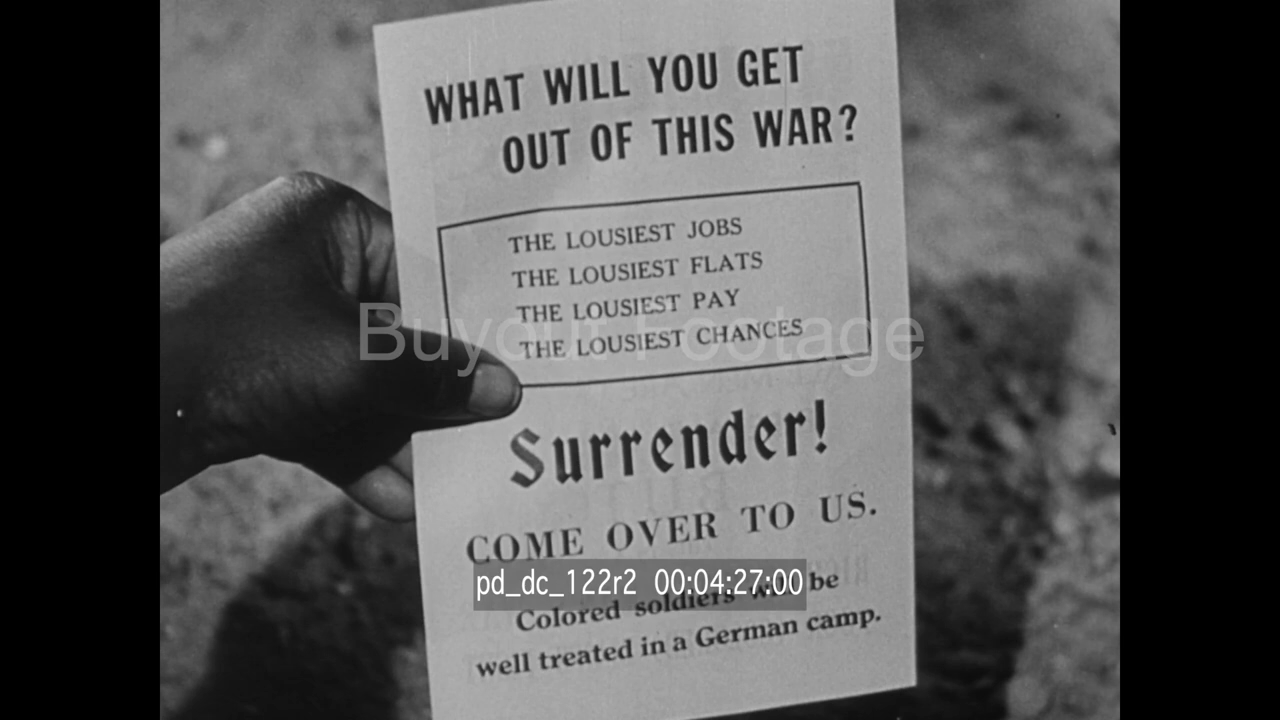 WHAT WILL YOU GET
OUT OF THIS WAR?
THE LOUSIEST JOBS
THE LOUSIEST FLATS
THE LOUSIEST PAY
THE LOUSIEST CHANCES
Buyout Footage
Surrender!
COME OVER TO US.
pd_dc_122r2 00:04:27:00
Colored soldiers will be
well treated in a German camp.